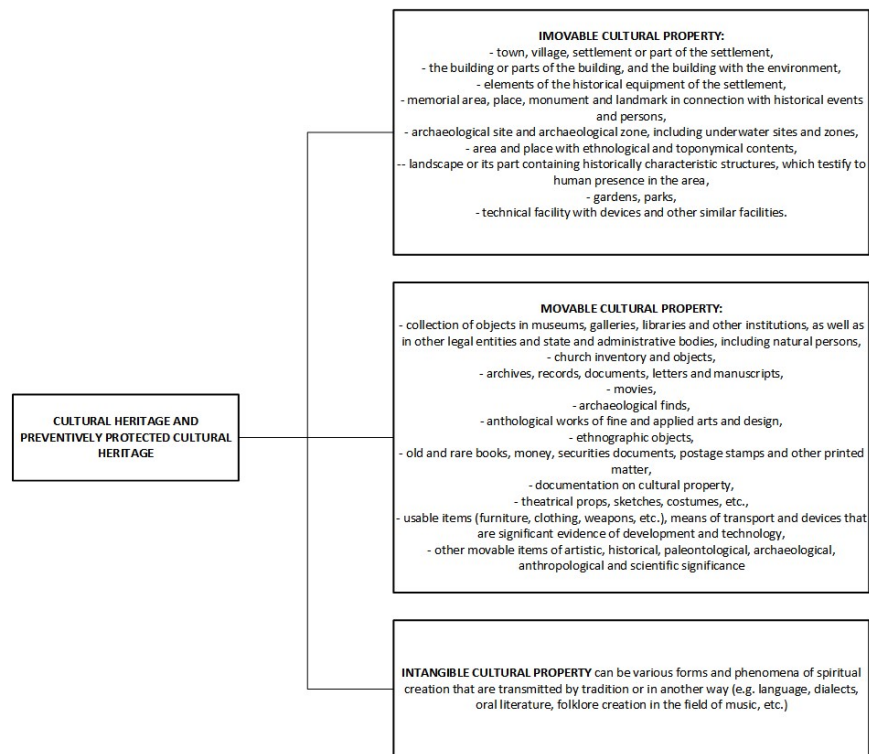 IMOVABLE CULTURAL PROPERTY:
- town, village, settlement or part of the settlement,
- the building or parts of the building, and the building with the environment,
- elements of the historical equipment of the settlement,
- memorial area, place, monument and landmark in connection with historical events
and persons,
- archaeological site and archaeological zone, including underwater sites and zones,
- area and place with ethnological and toponymical contents,
-- landscape or its part containing historically characteristic structures, which testify to
human presence in the area,
- gardens, parks,
- technical facility with devices and other similar facilities.
MOVABLE CULTURAL PROPERTY:
- collection of objects in museums, galleries, libraries and other institutions, as well as
in other legal entities and state and administrative bodies, including natural persons,
- church inventory and objects,
- archives, records, documents, letters and manuscripts,
- movies,
- archaeological finds,
- anthological works of fine and applied arts and design,
- ethnographic objects,
- old and rare books, money, securities documents, postage stamps and other printed
matter,
- documentation on cultural property,
- theatrical props, sketches, costumes, etc.,
- usable items (furniture, clothing, weapons, etc.), means of transport and devices that
are significant evidence of development and technology,
- other movable items of artistic, historical, paleontological, archaeological,
anthropological and scientific significance
CULTURAL HERITAGE AND
PREVENTIVELY PROTECTED CULTURAL
HERITAGE
INTANGIBLE CULTURAL PROPERTY can be various forms and phenomena of spiritual
creation that are transmitted by tradition or in another way (e.g. language, dialects,
oral literature, folklore creation in the field of music, etc.)